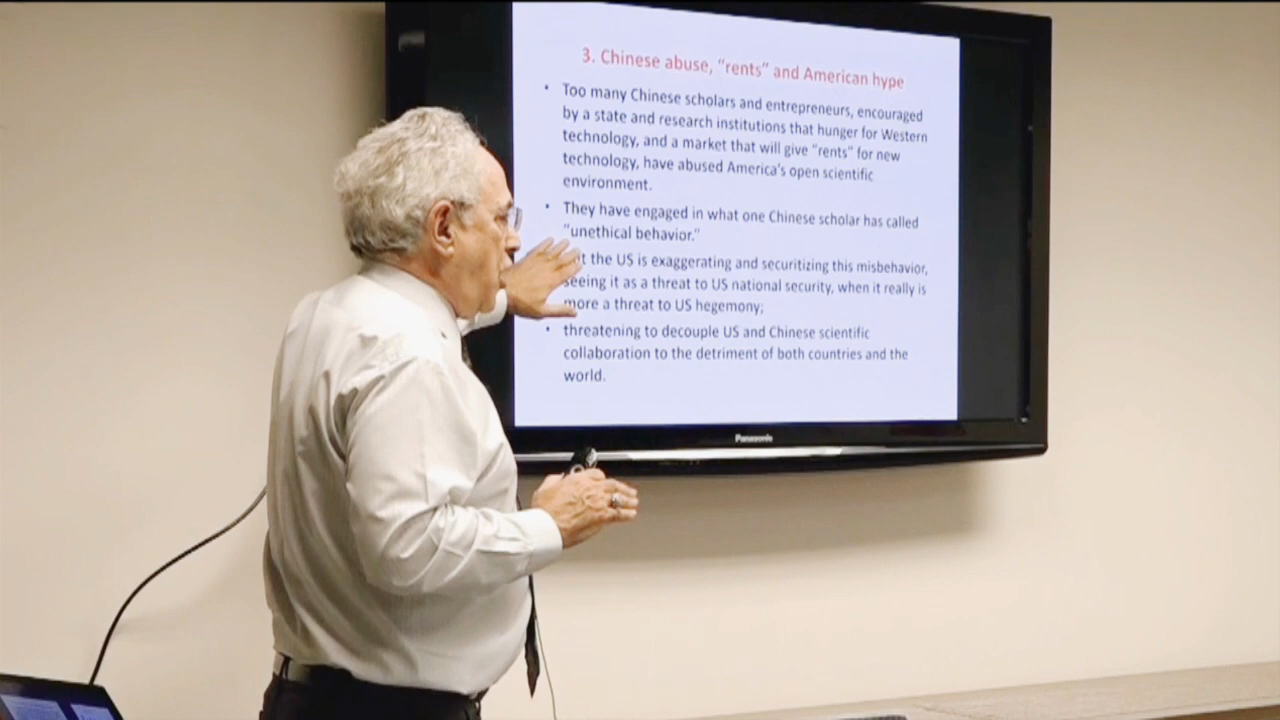 3. Chinese abuse, "rents" and American hype
• Too many Chinese scholars and entrepreneurs, encouraged
by a state and research institutions that hunger for Western
technology, and a market that will give "rents" for new
technology, have abused America's open scientific
environment.
• They have engaged in what one Chinese scholar has called
"unethical behavior."
the US is exaggerating and securitizing this misbehavior,
seeing it as a threat to US national security, when it really is
more a threat to US hegemony;
• threatening to decouple US and Chinese scientific
collaboration to the detriment of both countries and the
world.
Panasonic